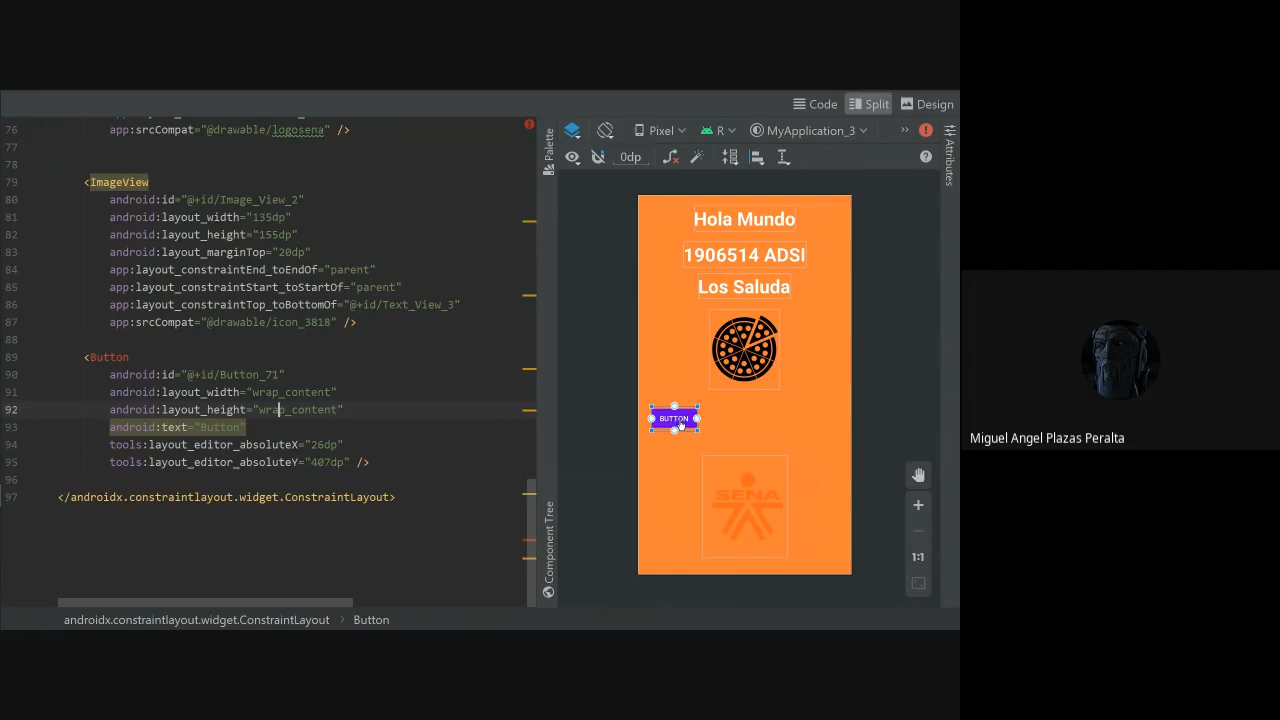 Code Split Design
76 app:srcCompat="@drawable/logosena" />
77
78
79 <ImageView
80 android:id="@+id/Image_View_2"
81 android:layout_width="135dp"
82 android:layout_height="155dp"
83 android:layout_marginTop="20dp"
84 app:layout_constraintEnd_toEndOf="parent"
85 app:layout_constraintStart_toStartOf="parent"
86 app:layout_constraintTop_toBottomOf="@+id/Text_View_3"
87 app:srcCompat="@drawable/icon_3818" />
88
89 <Button
90 android:id="@+id/Button_71"
91 android:layout_width="wrap_content"
92 android:layout_height="wrap_content"
93 android:text="Button"
94 tools:layout_editor_absoluteX="26dp"
95 tools:layout_editor_absoluteY="407dp" />
96
97 </androidx.constraintlayout.widget.ConstraintLayout>
androidx.constraintlayout.widget.ConstraintLayout › Button
Palette
Component Tree
Pixel R MyApplication_3 »
0dp
Attributes
Hola Mundo
1906514 ADSI
Los Saluda
BUTTON
SENA
1:1
Miguel Angel Plazas Peralta